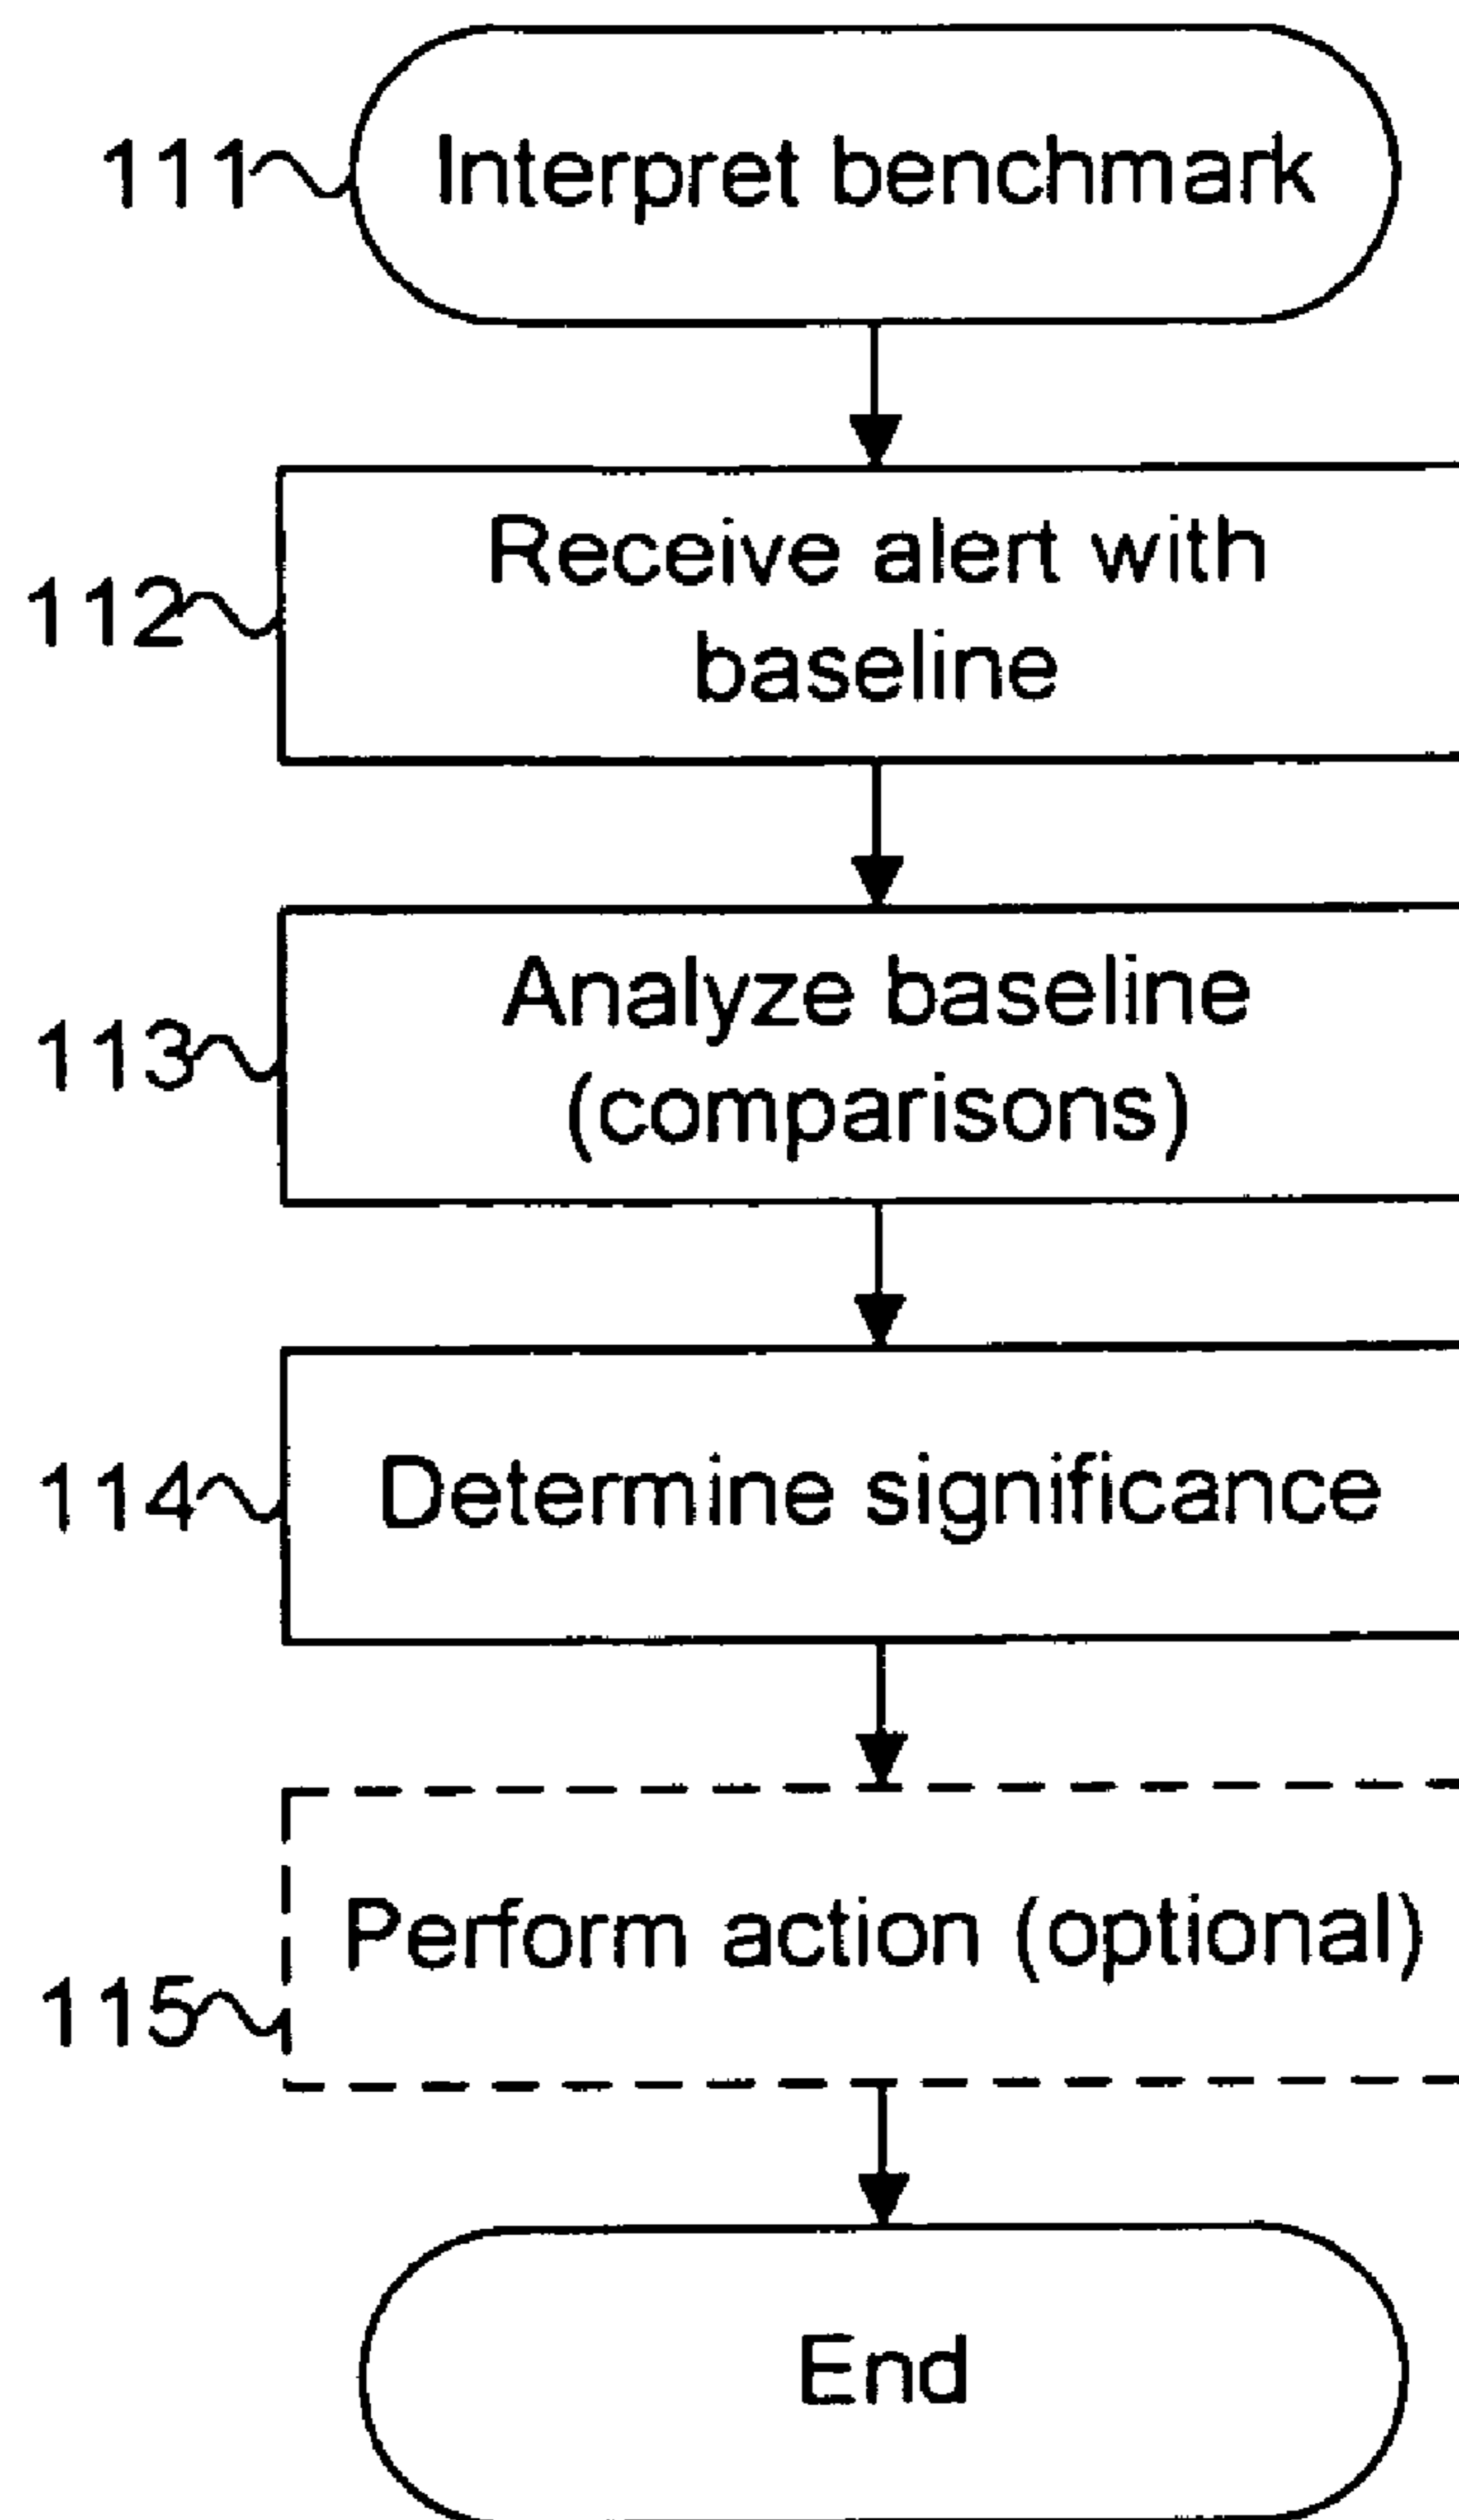 111 Interpret benchmark
Receive alert with
112
baseline
Analyze baseline
113
(comparisons)
114 Determine significance
Perform action (optional)
115
End